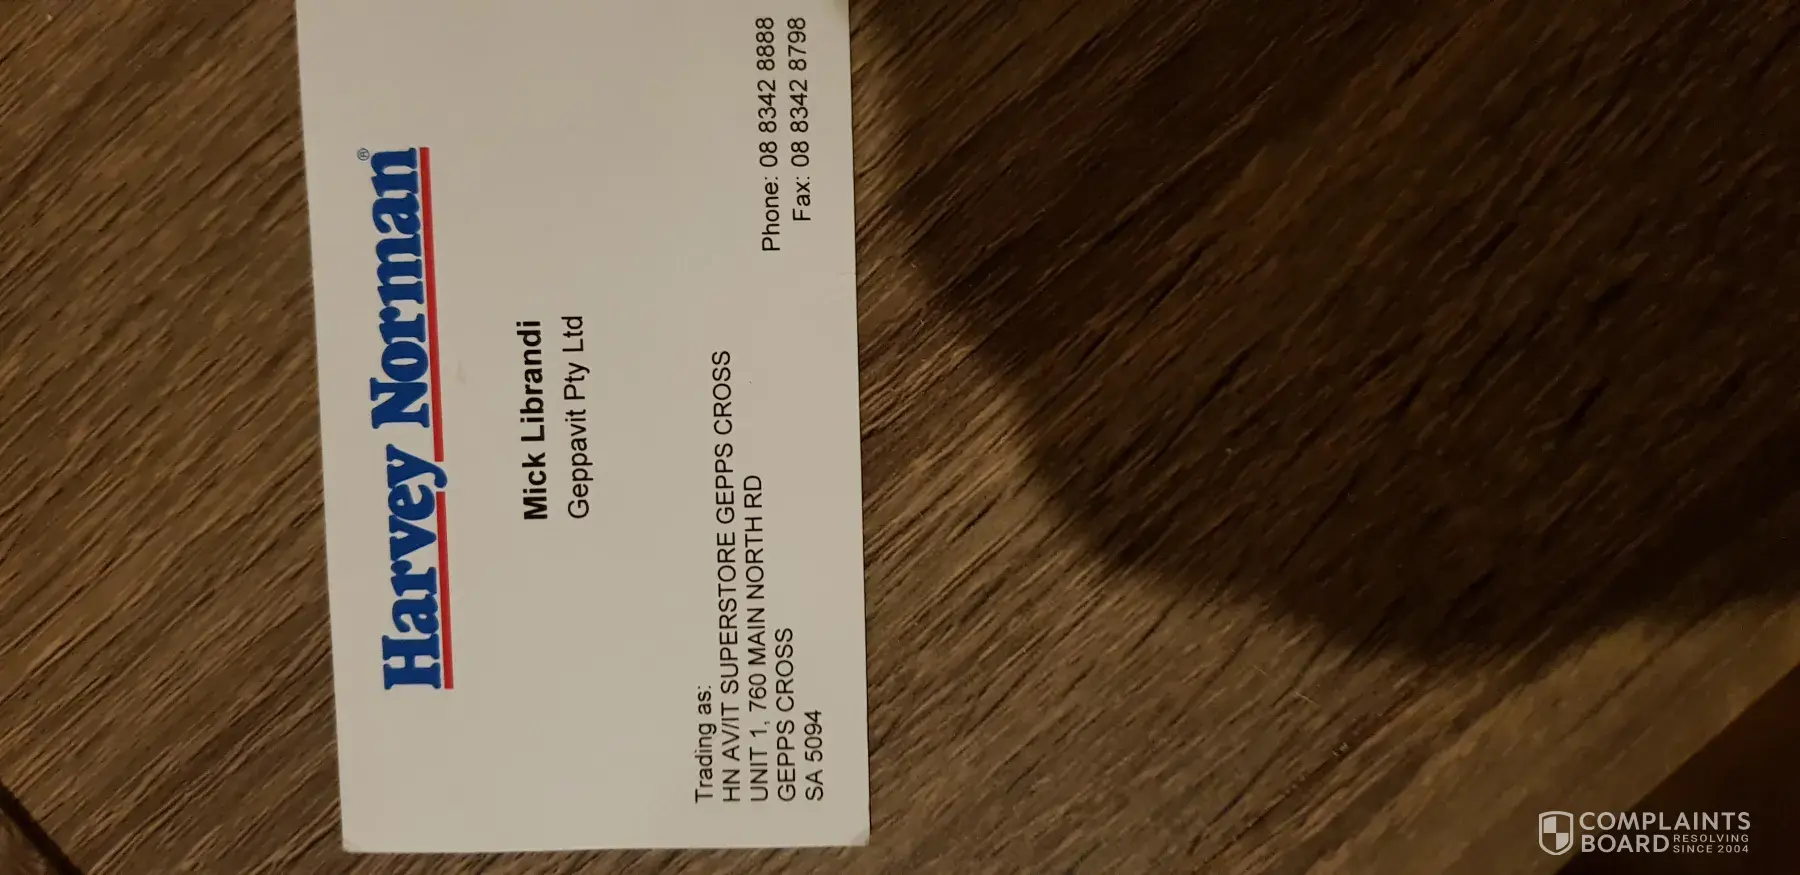 Harvey Norman®
Mick Librandi
Geppavit Pty Ltd
Trading as:
HN AV/IT SUPERSTORE GEPPS CROSS
UNIT 1, 760 MAIN NORTH RD
GEPPS CROSS
SA 5094
Phone: 08 8342 8888
Fax: 08 8342 8798
COMPLAINTS
BOARD RESOLVING
SINCE 2004